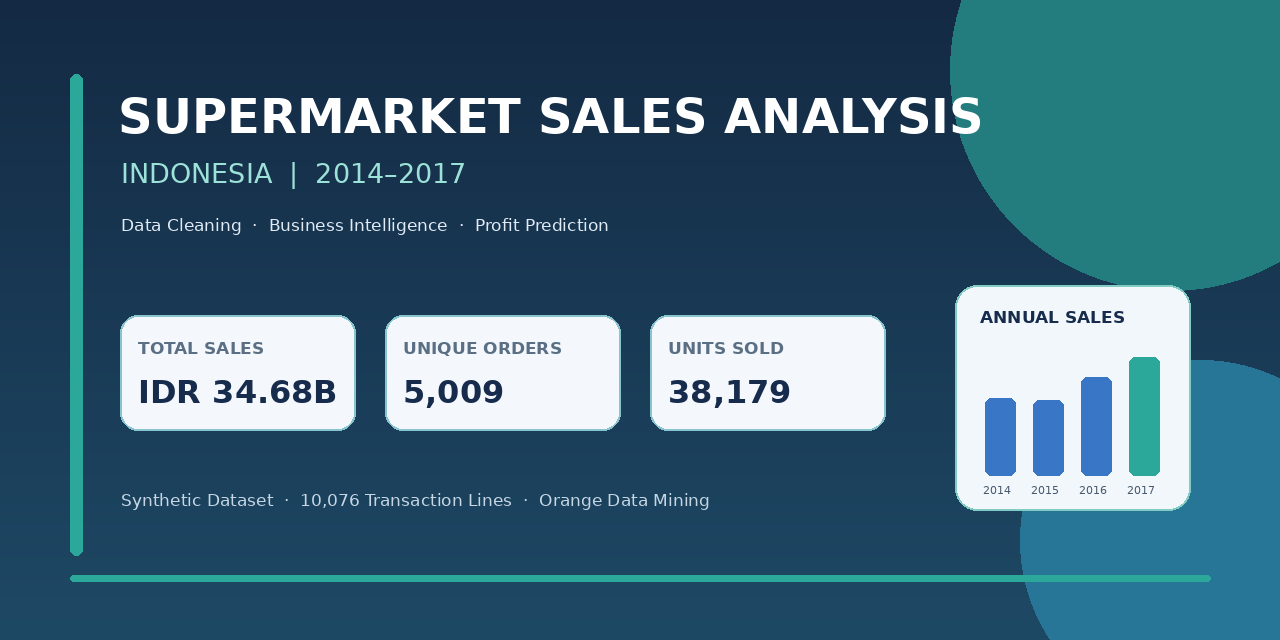 SUPERMARKET SALES ANALYSIS
INDONESIA | 2014–2017
Data Cleaning · Business Intelligence · Profit Prediction
TOTAL SALES
IDR 34.68B
UNIQUE ORDERS
5,009
UNITS SOLD
38,179
ANNUAL SALES
2014 2015 2016 2017
Synthetic Dataset · 10,076 Transaction Lines · Orange Data Mining